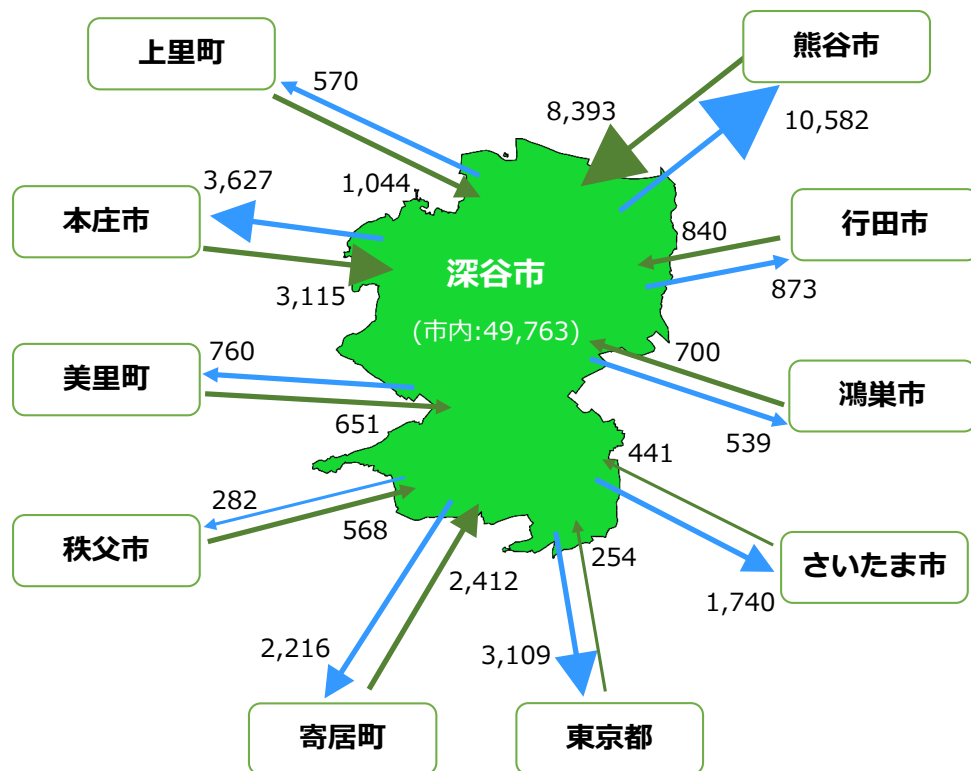 上里町
570
1,044
熊谷市
8,393
10,582
本庄市
3,627
3,115
深谷市
(市内:49,763)
行田市
840
873
美里町
760
651
鴻巣市
700
539
秩父市
282
568
さいたま市
441
1,740
寄居町
2,216
2,412
東京都
254
3,109